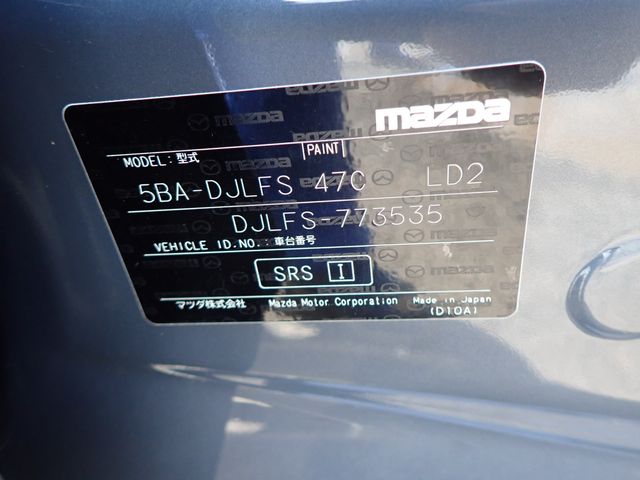 mazda
MODEL: 型式 PAINT
5BA-DJLFS 47C LD2
DJLFS-773535
VEHICLE ID.NO.:車台番号
SRS I
マツダ株式会社 Mazda Motor Corporation Made in Japan
(D10A)